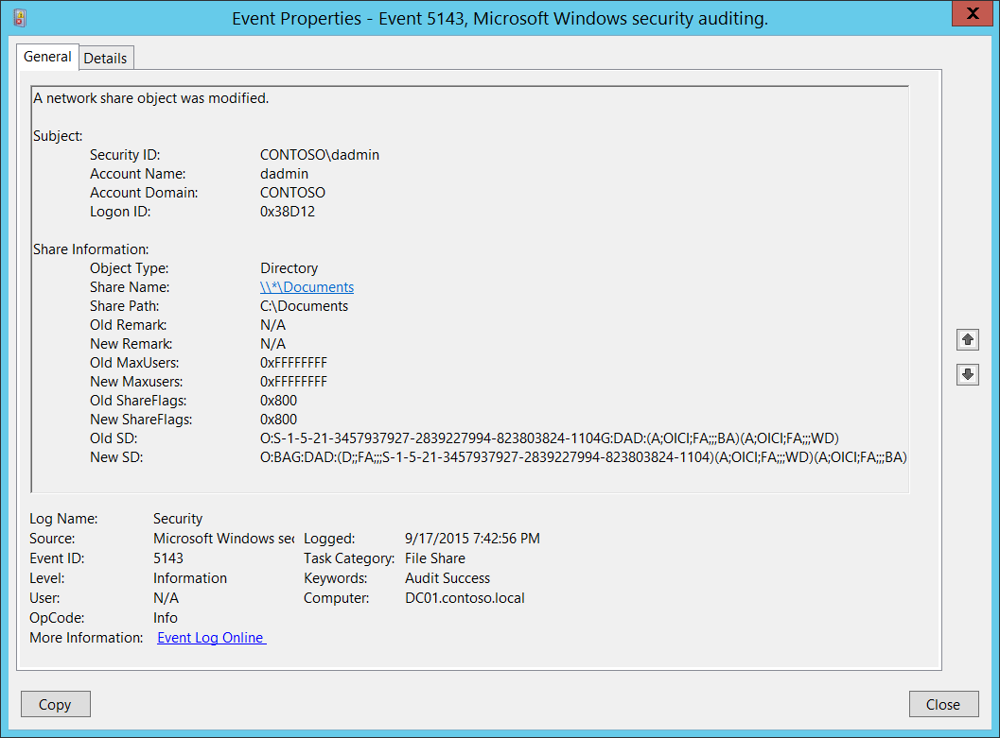 Event Properties - Event 5143, Microsoft Windows security auditing.
X
General Details
A network share object was modified.
Subject:
Security ID: CONTOSO\dadmin
Account Name: dadmin
Account Domain: CONTOSO
Logon ID: 0x38D12
Share Information:
Object Type: Directory
Share Name: \\*\Documents
Share Path: C:\Documents
Old Remark: N/A
New Remark: N/A
Old MaxUsers: 0xFFFFFFFF
New Maxusers: 0xFFFFFFFF
Old ShareFlags: 0x800
New ShareFlags: 0x800
Old SD: O:S-1-5-21-3457937927-2839227994-823803824-1104G:DAD:(A;OICI;FA;;;BA)(A;OICI;FA;;;WD)
New SD: O:BAG:DAD:(D;;FA;;;S-1-5-21-3457937927-2839227994-823803824-1104)(A;OICI;FA;;;WD)(A;OICI;FA;;;BA)
Log Name: Security
Source: Microsoft Windows sec Logged: 9/17/2015 7:42:56 PM
Event ID: 5143 Task Category: File Share
Level: Information Keywords: Audit Success
User: N/A Computer: DC01.contoso.local
OpCode: Info
More Information: Event Log Online
Copy Close